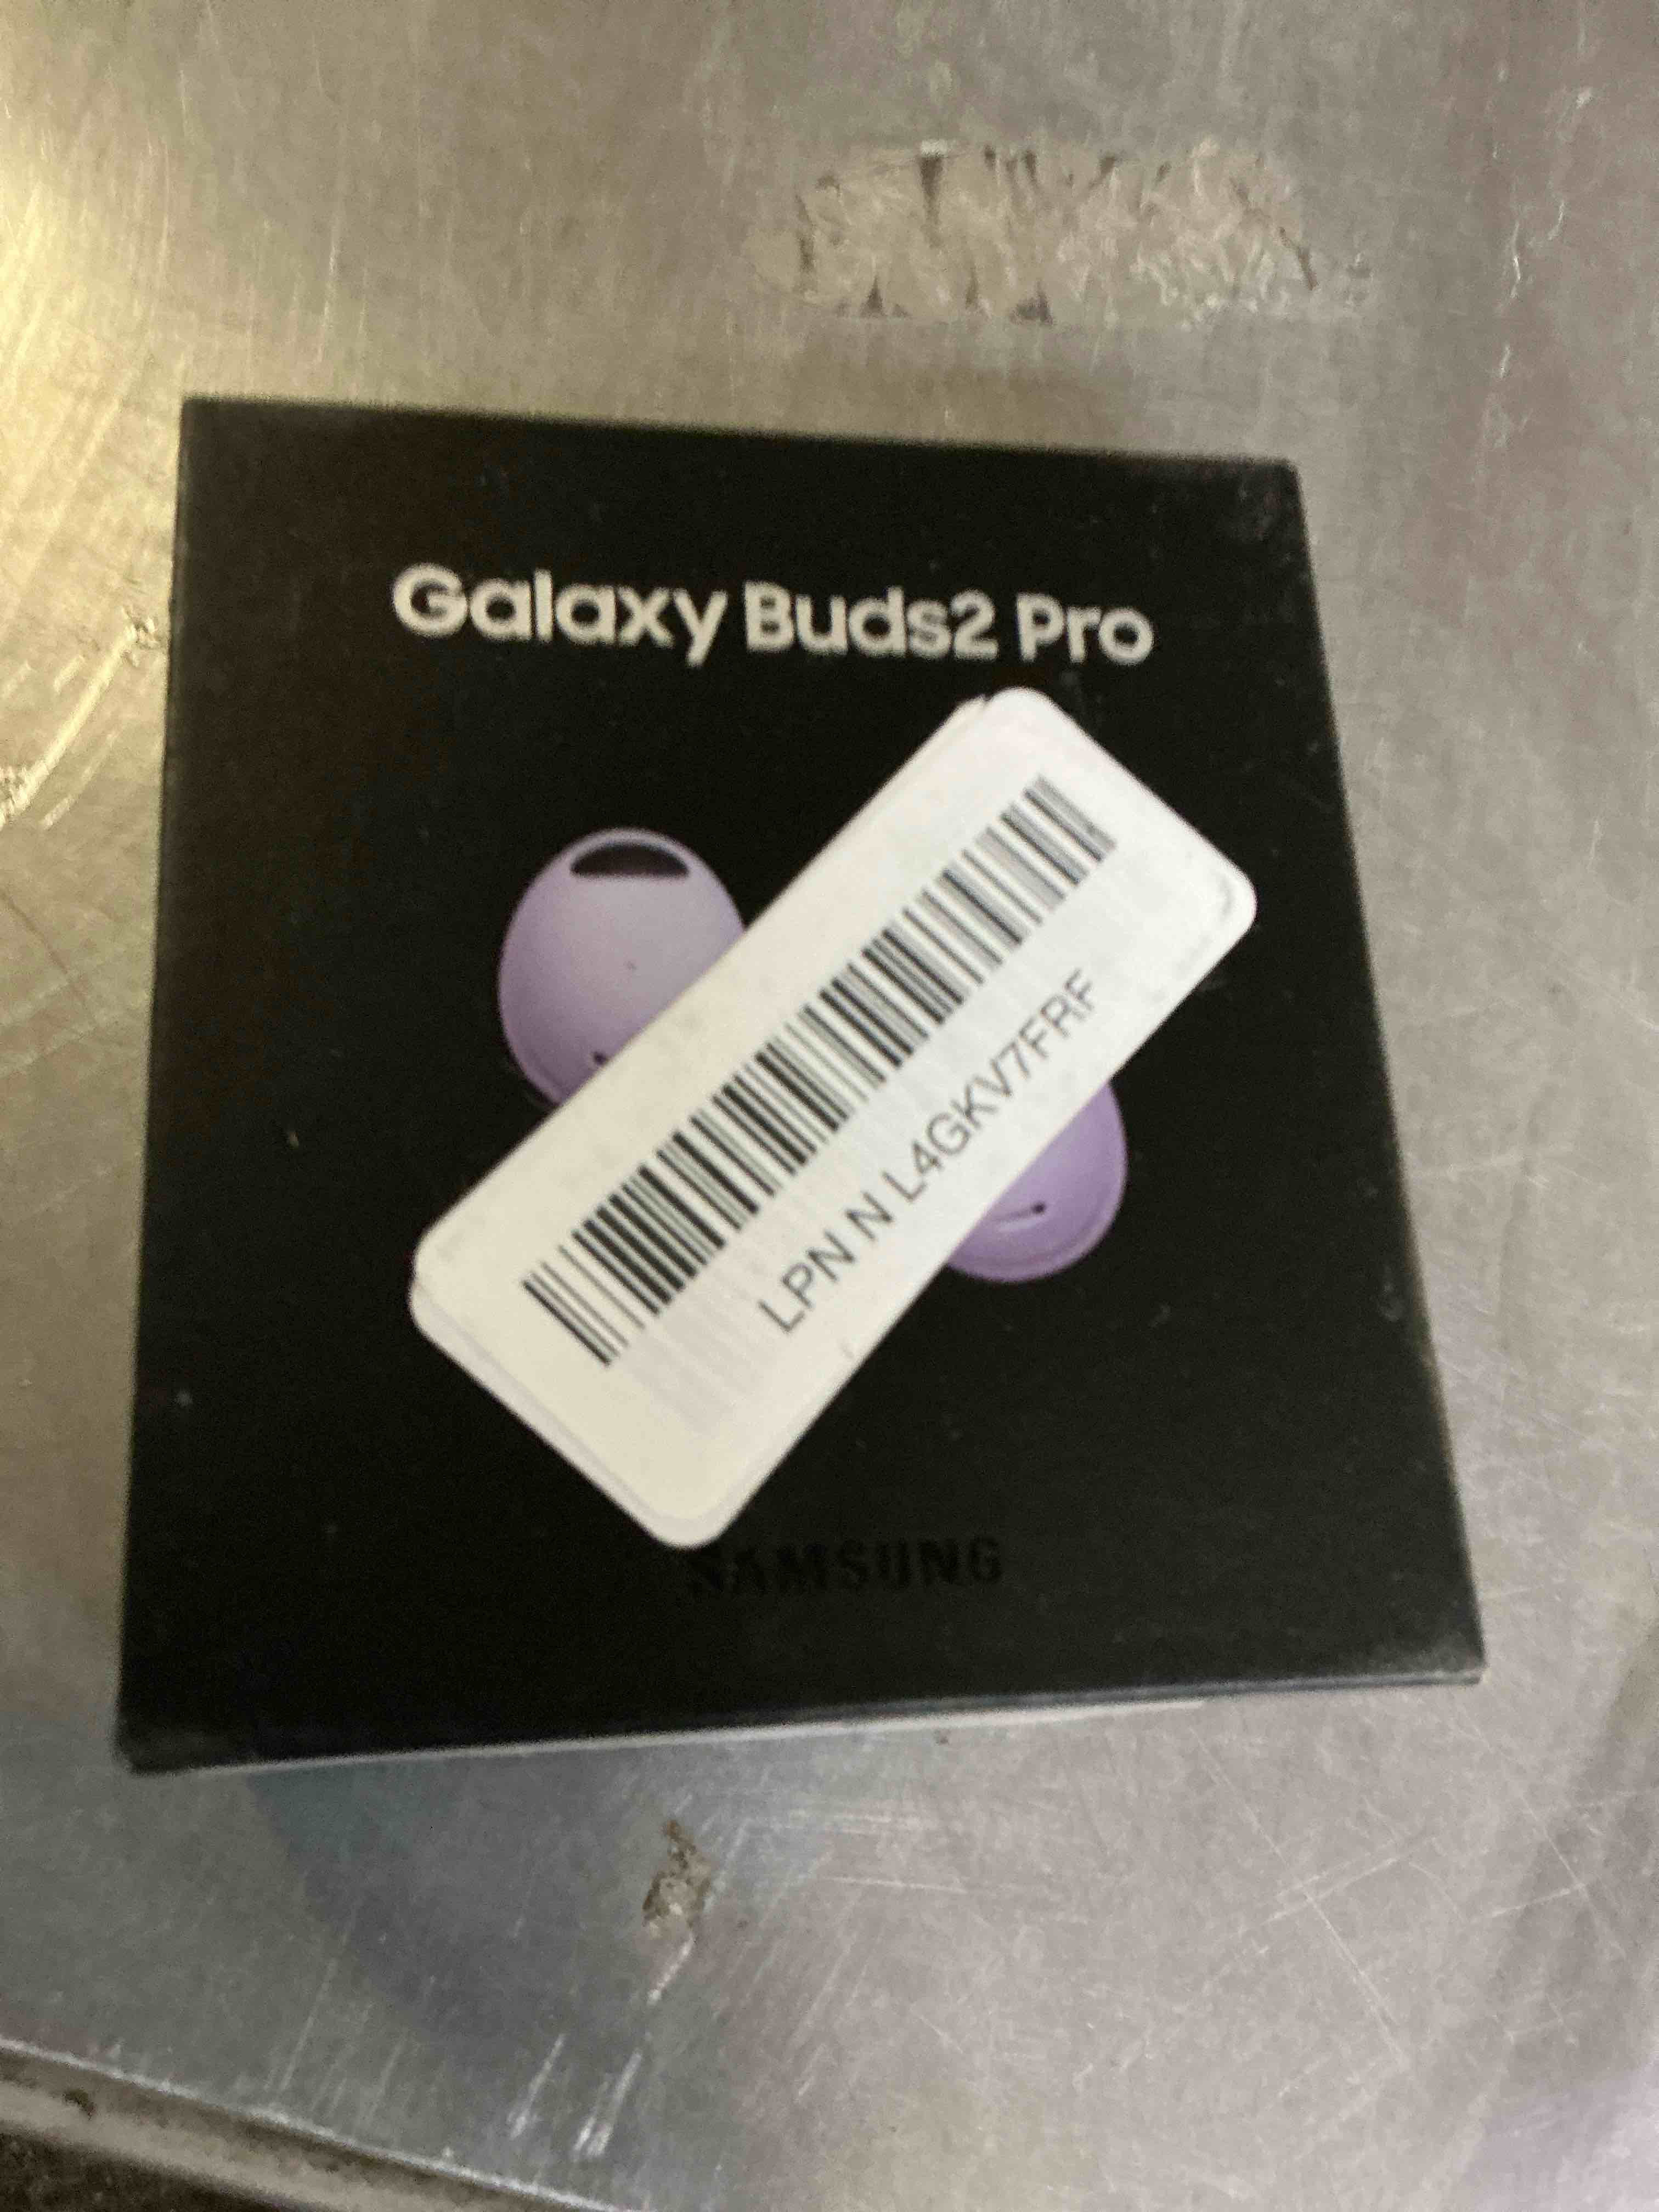 Galaxy Buds2 Pro
LPN N L4GKV7FRF
SAMSUNG